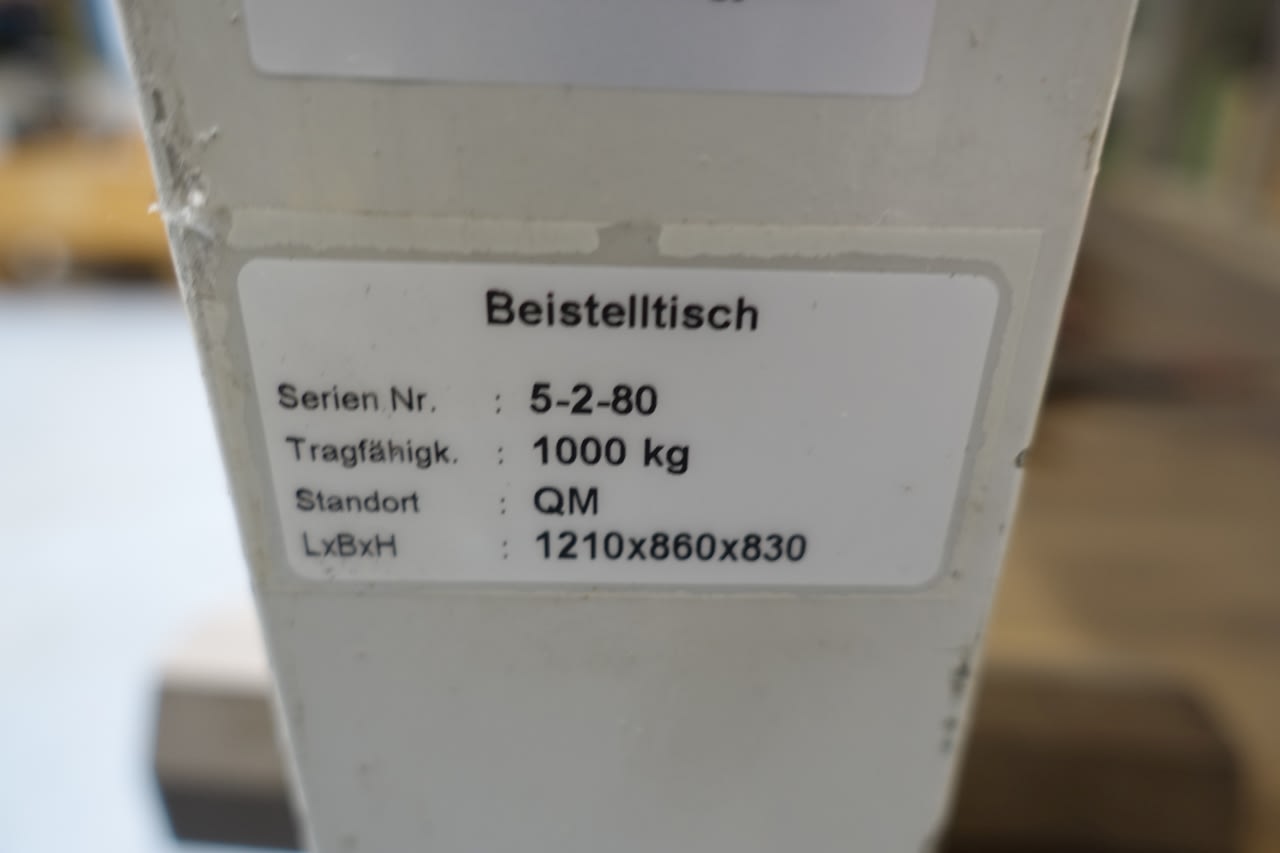 Beistelltisch
Serien Nr. : 5-2-80
Tragfähigk. : 1000 kg
Standort : QM
LxBxH : 1210x860x830